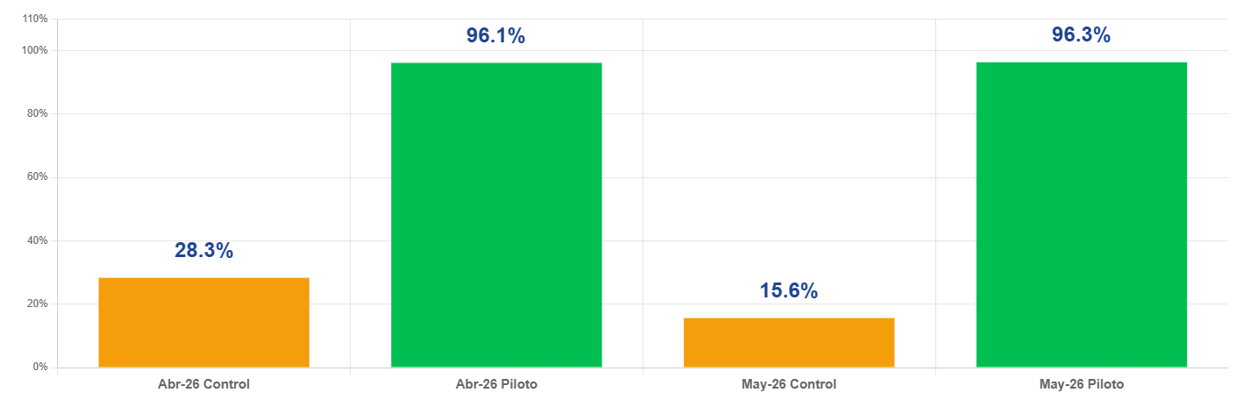 110%
100%
80%
60%
40%
20%
0%
28.3%
96.1%
15.6%
96.3%
Abr-26 Control
Abr-26 Piloto
May-26 Control
May-26 Piloto